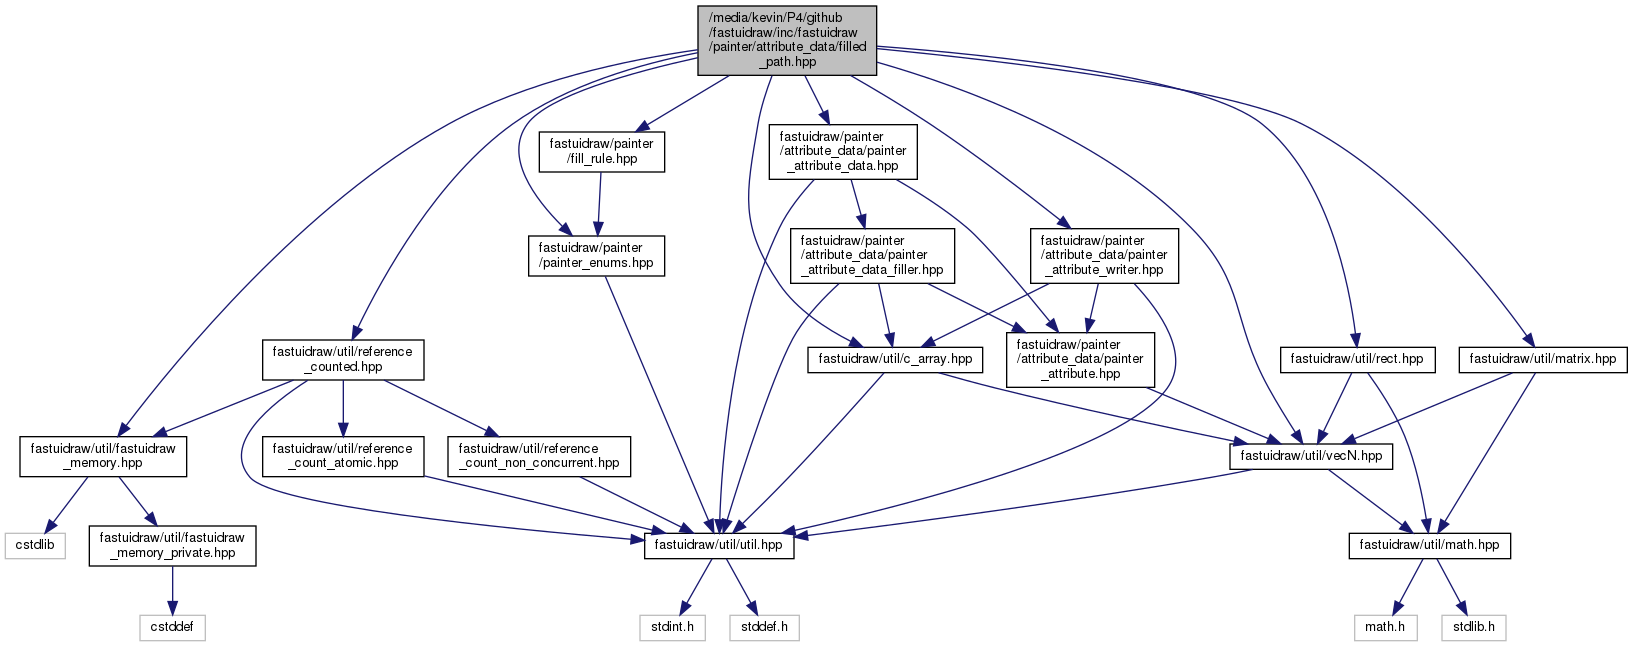 /media/kevin/P4/github
/fastuidraw/inc/fastuidraw
/painter/attribute_data/filled
_path.hpp
fastuidraw/painter
/fill_rule.hpp
fastuidraw/painter
/attribute_data/painter
_attribute_data.hpp
fastuidraw/painter
/painter_enums.hpp
fastuidraw/painter
/attribute_data/painter
_attribute_data_filler.hpp
fastuidraw/painter
/attribute_data/painter
_attribute_writer.hpp
fastuidraw/util/reference
_counted.hpp
fastuidraw/util/c_array.hpp
fastuidraw/painter
/attribute_data/painter
_attribute.hpp
fastuidraw/util/rect.hpp
fastuidraw/util/matrix.hpp
fastuidraw/util/fastuidraw
_memory.hpp
fastuidraw/util/reference
_count_atomic.hpp
fastuidraw/util/reference
_count_non_concurrent.hpp
fastuidraw/util/vecN.hpp
cstdlib
fastuidraw/util/fastuidraw
_memory_private.hpp
fastuidraw/util/util.hpp
fastuidraw/util/math.hpp
cstddef
stdint.h
stddef.h
math.h
stdlib.h